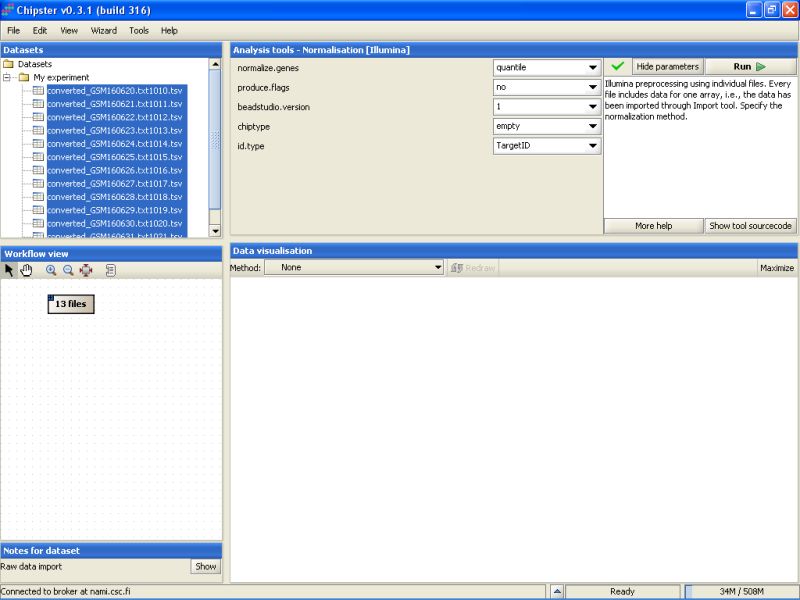 Chipster v0.3.1 (build 316)
File Edit View Wizard Tools Help
Datasets
Datasets
My experiment
converted_GSM160620.txt1010.tsv
converted_GSM160621.txt1011.tsv
converted_GSM160622.txt1012.tsv
converted_GSM160623.txt1013.tsv
converted_GSM160624.txt1014.tsv
converted_GSM160625.txt1015.tsv
converted_GSM160626.txt1016.tsv
converted_GSM160627.txt1017.tsv
converted_GSM160628.txt1018.tsv
converted_GSM160629.txt1019.tsv
converted_GSM160630.txt1020.tsv
converted_GSM160631.txt1021.tsv
Analysis tools - Normalisation [Illumina]
normalize.genes quantile
produce.flags no
beadstudio.version 1
chiptype empty
id.type TargetID
Hide parameters Run
Illumina preprocessing using individual files. Every
file includes data for one array, i.e., the data has
been imported through Import tool. Specify the
normalization method.
More help Show tool sourcecode
Workflow view
13 files
Data visualisation
Method: None Redraw Maximize
Notes for dataset
Raw data import Show
Connected to broker at nami.csc.fi Ready 34M / 508M